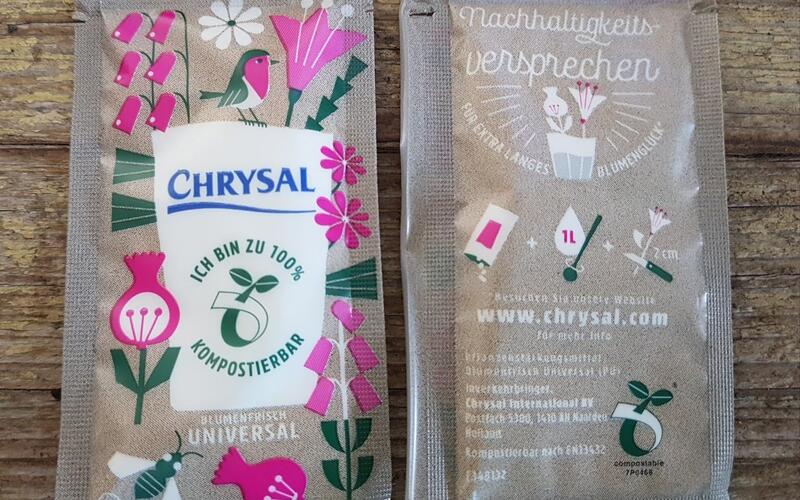 CHRYSAL
ICH BIN ZU 100%
KOMPOSTIERBAR
BLUMENFRISCH
UNIVERSAL
Nachhaltigkeits-
versprechen
FÜR EXTRA LANGES BLUMENGLÜCK*
1L
2 cm
Besuchen Sie unsere Website
www.chrysal.com
für mehr Info
Pflanzenstärkungsmittel
Blumenfrisch Universal (Pd)
Inverkehrbringer:
Chrysal International BV
Postfach 5300, 1410 AH Naarden
Holland
Kompostierbar nach EN13432
compostable
7P0468